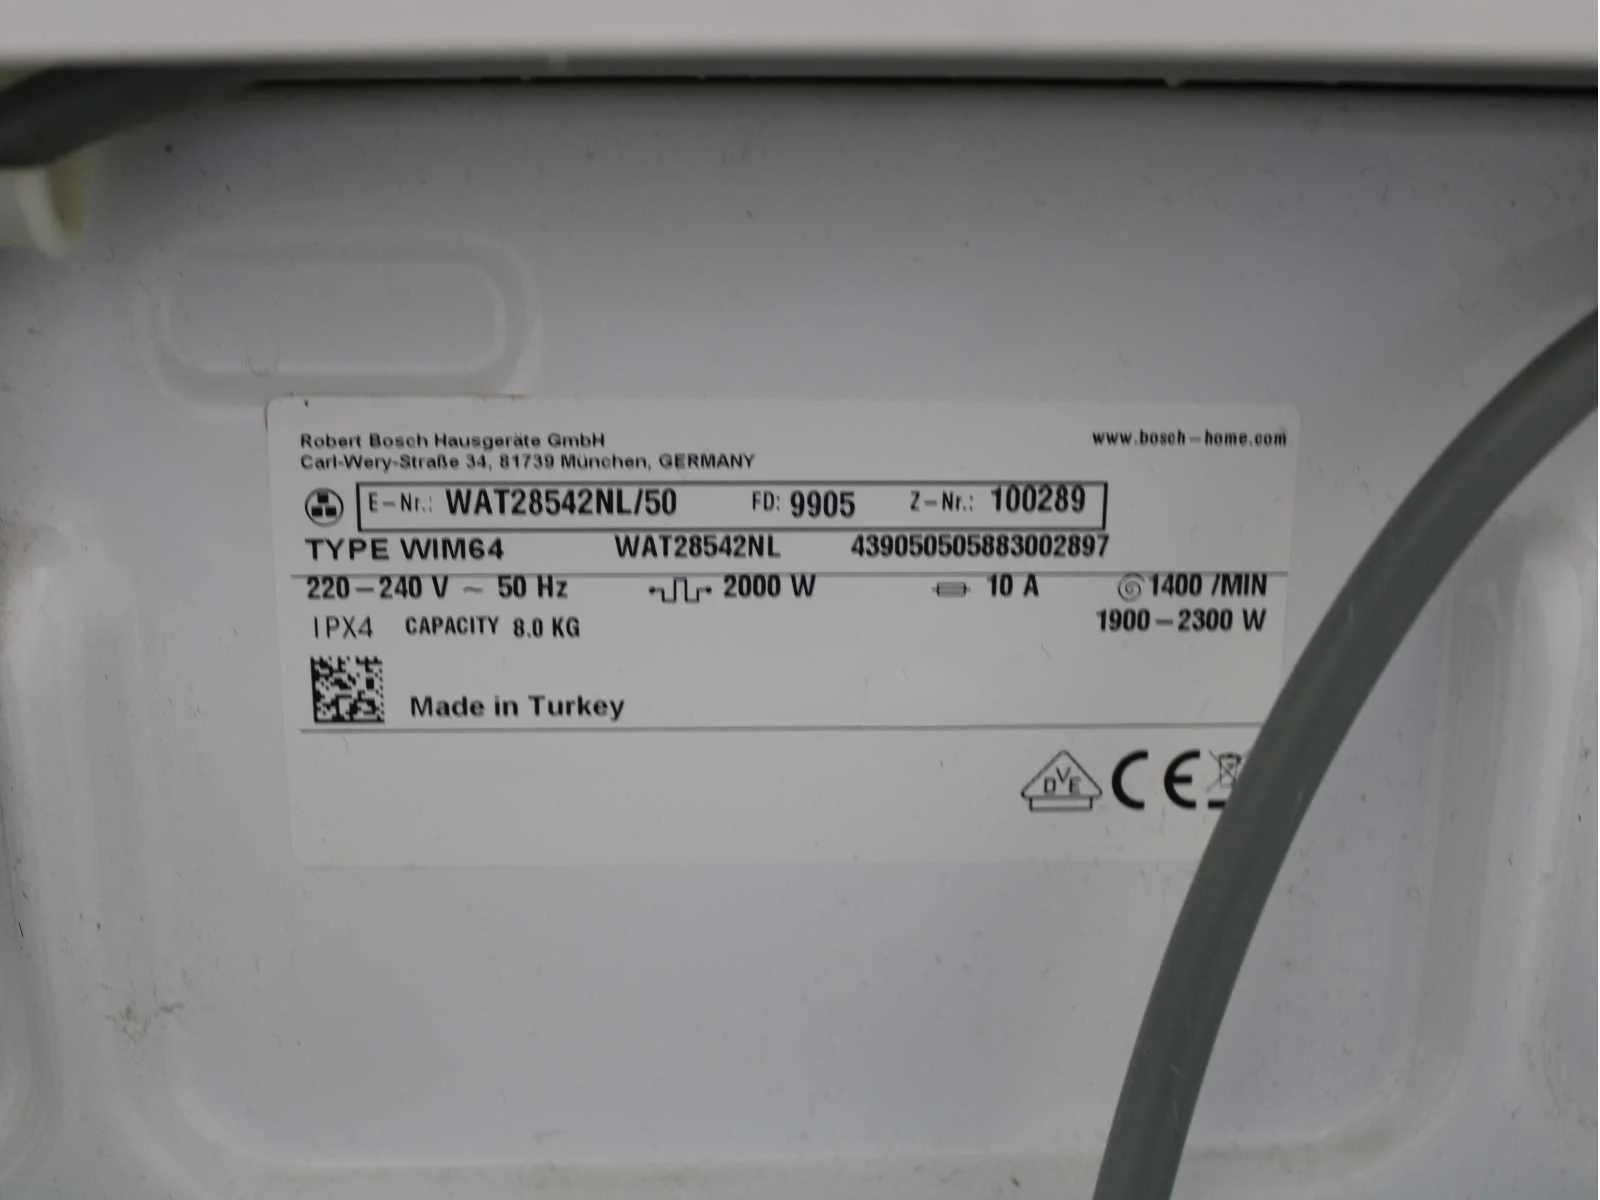 Robert Bosch Hausgeräte GmbH www.bosch-home.com
Carl-Wery-Straße 34, 81739 München, GERMANY
E-Nr.: WAT28542NL/50 FD: 9905 Z-Nr.: 100289
TYPE WIM64 WAT28542NL 439050505883002897
220-240 V ~ 50 Hz 2000 W 10 A 1400 /MIN
IPX4 CAPACITY 8.0 KG 1900-2300 W
Made in Turkey
DVE CE